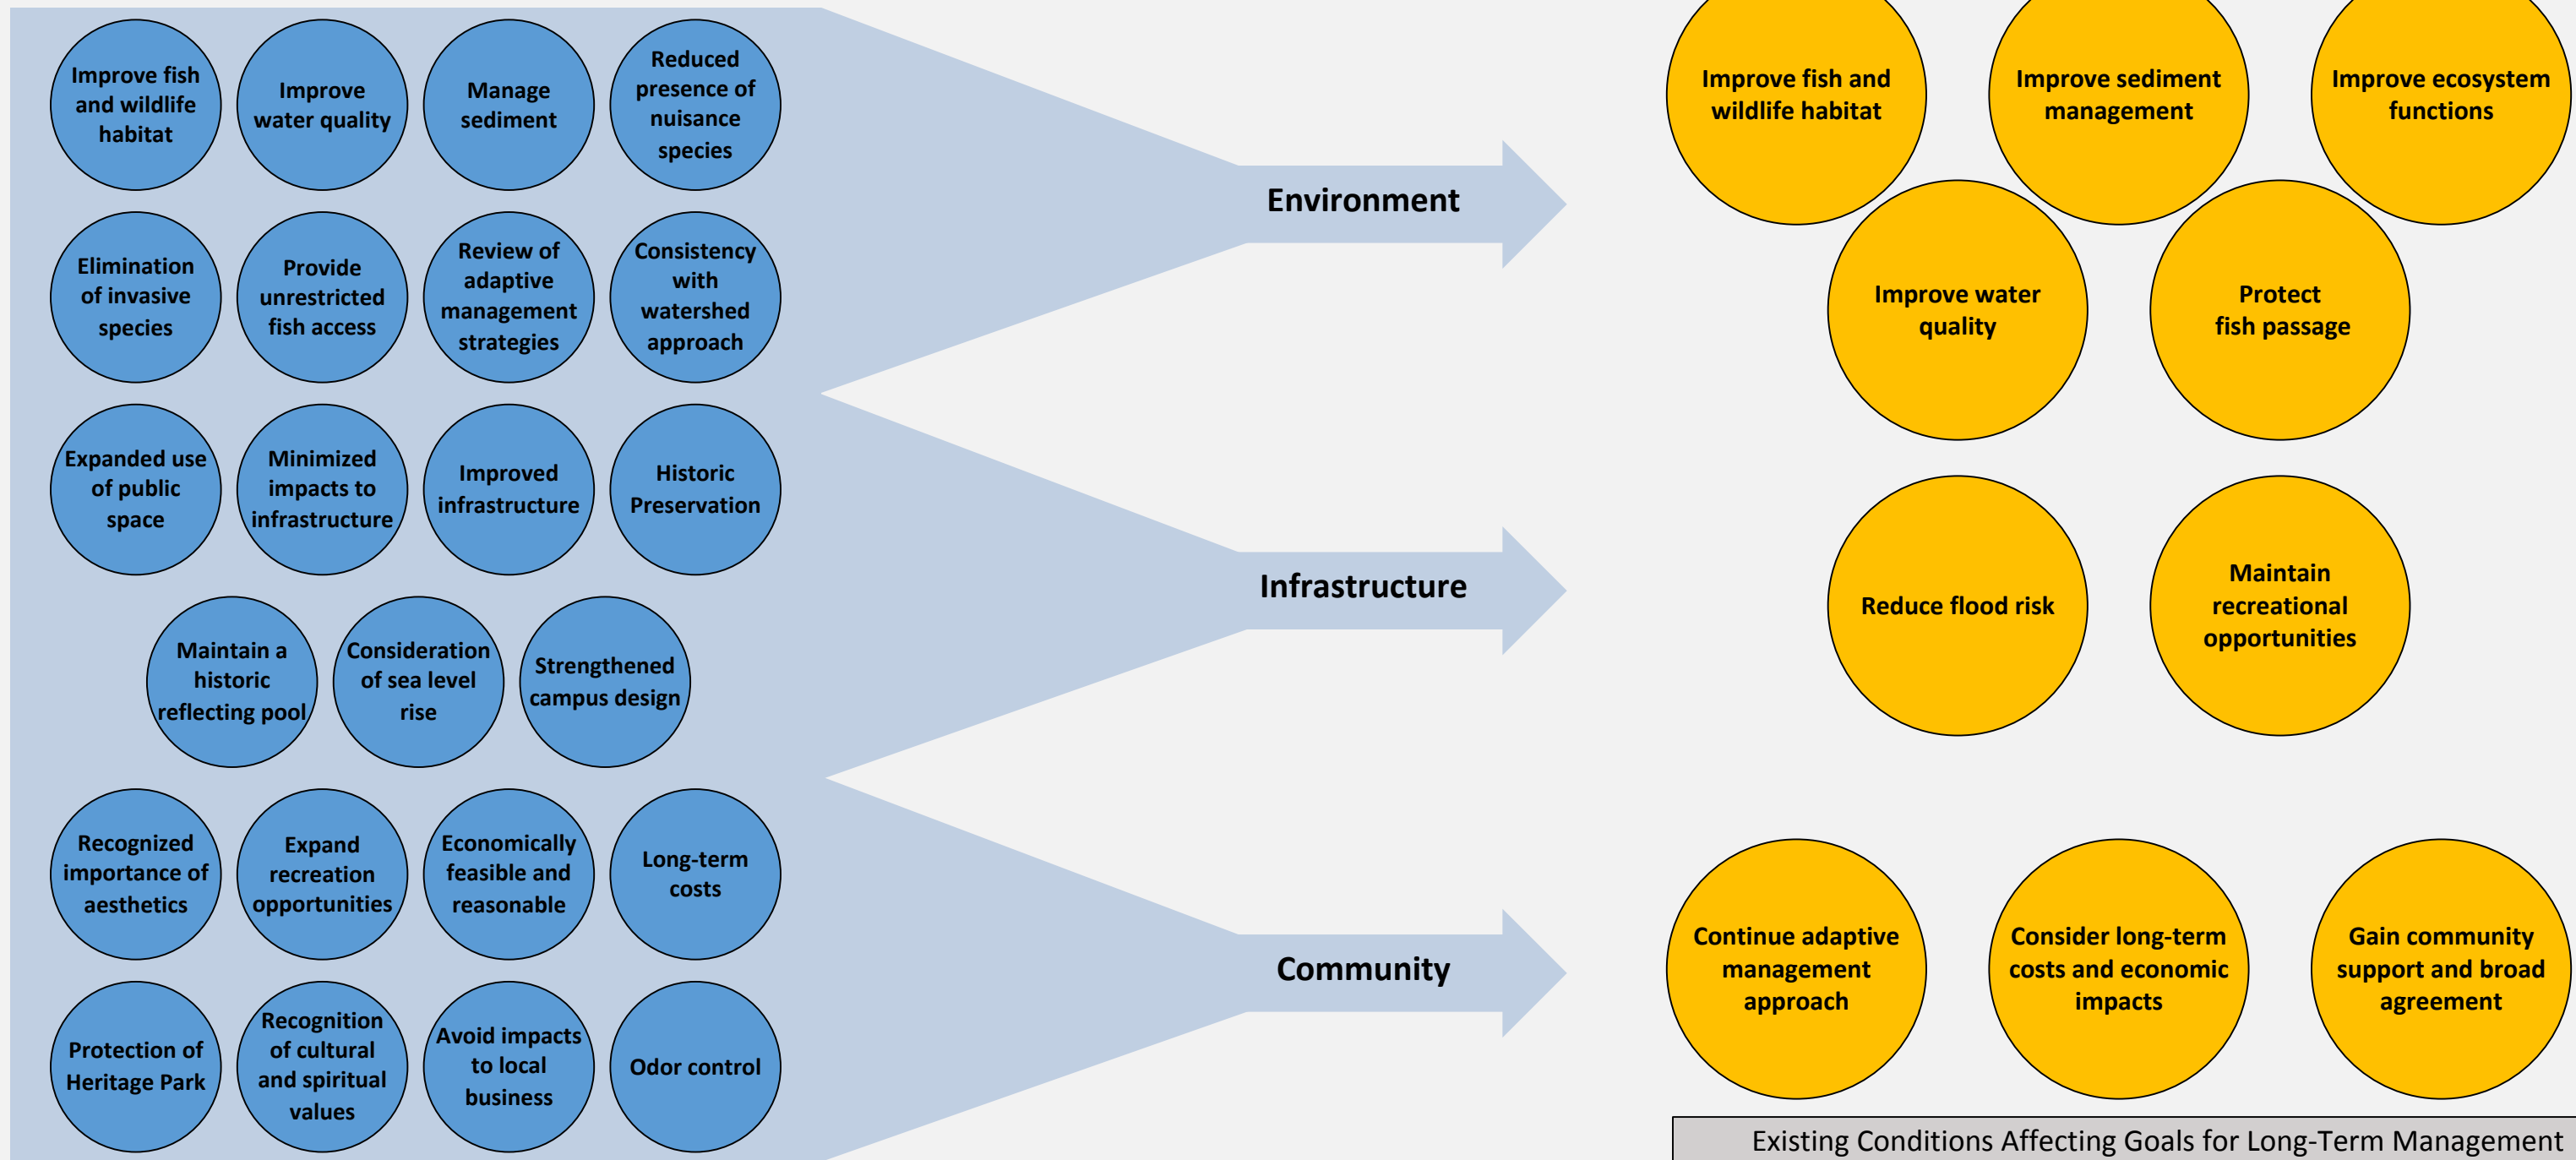 Improve fish
and wildlife
habitat
Improve
water quality
Manage
sediment
Reduced
presence of
nuisance
species
Elimination
of invasive
species
Provide
unrestricted
fish access
Review of
adaptive
management
strategies
Consistency
with
watershed
approach
Expanded use
of public
space
Minimized
impacts to
infrastructure
Improved
infrastructure
Historic
Preservation
Maintain a
historic
reflecting pool
Consideration
of sea level
rise
Strengthened
campus design
Recognized
importance of
aesthetics
Expand
recreation
opportunities
Economically
feasible and
reasonable
Long-term
costs
Protection of
Heritage Park
Recognition
of cultural
and spiritual
values
Avoid impacts
to local
business
Odor control
Environment
Infrastructure
Community
Improve fish and
wildlife habitat
Improve sediment
management
Improve ecosystem
functions
Improve water
quality
Protect
fish passage
Reduce flood risk
Maintain
recreational
opportunities
Continue adaptive
management
approach
Consider long-term
costs and economic
impacts
Gain community
support and broad
agreement
Existing Conditions Affecting Goals for Long-Term Management